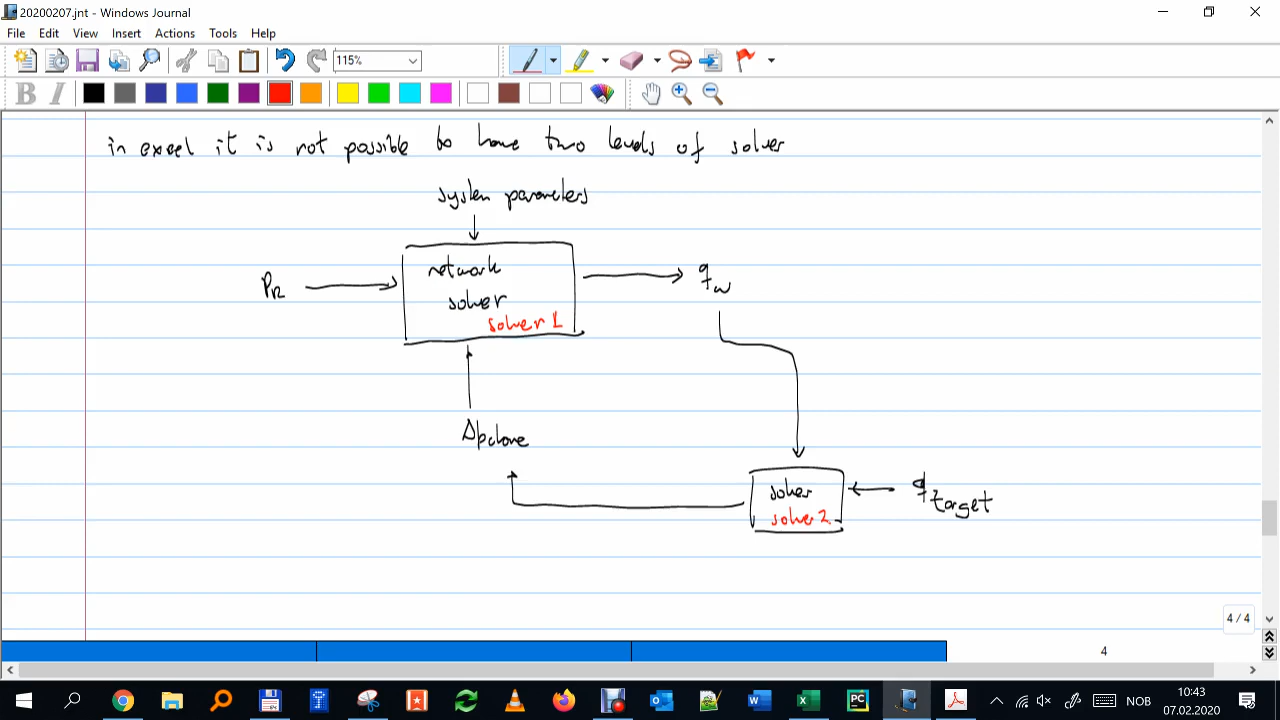 20200207.jnt - Windows Journal
File Edit View Insert Actions Tools Help
115%
B I
in excel it is not possible to have two levels of solver
system parameters
PR
network
solver
solver 1
qw
Δpchoke
solver
solver 2
qtarget
4 / 4
4
W X PC
NOB
10:43
07.02.2020